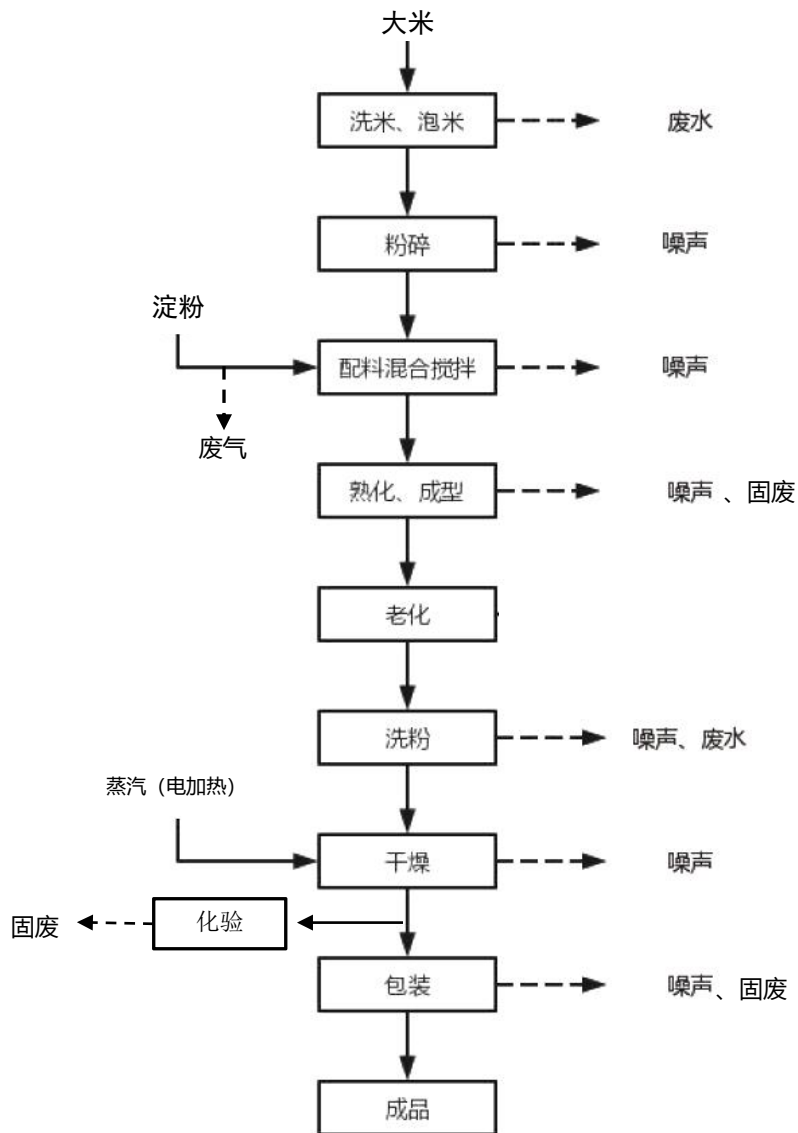 大米
洗米、泡米
废水
粉碎
噪声
淀粉
配料混合搅拌
噪声
废气
熟化、成型
噪声、固废
老化
洗粉
噪声、废水
蒸汽（电加热）
干燥
噪声
固废
化验
包装
噪声、固废
成品